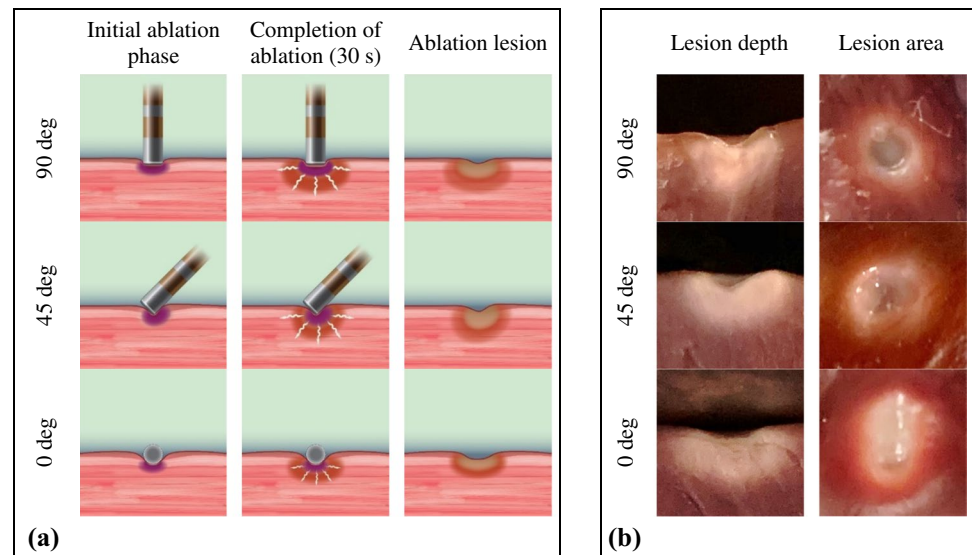 Initial ablation
phase
Completion of
ablation (30 s)
Ablation lesion
90 deg
45 deg
0 deg
(a)
Lesion depth
Lesion area
90 deg
45 deg
0 deg
(b)